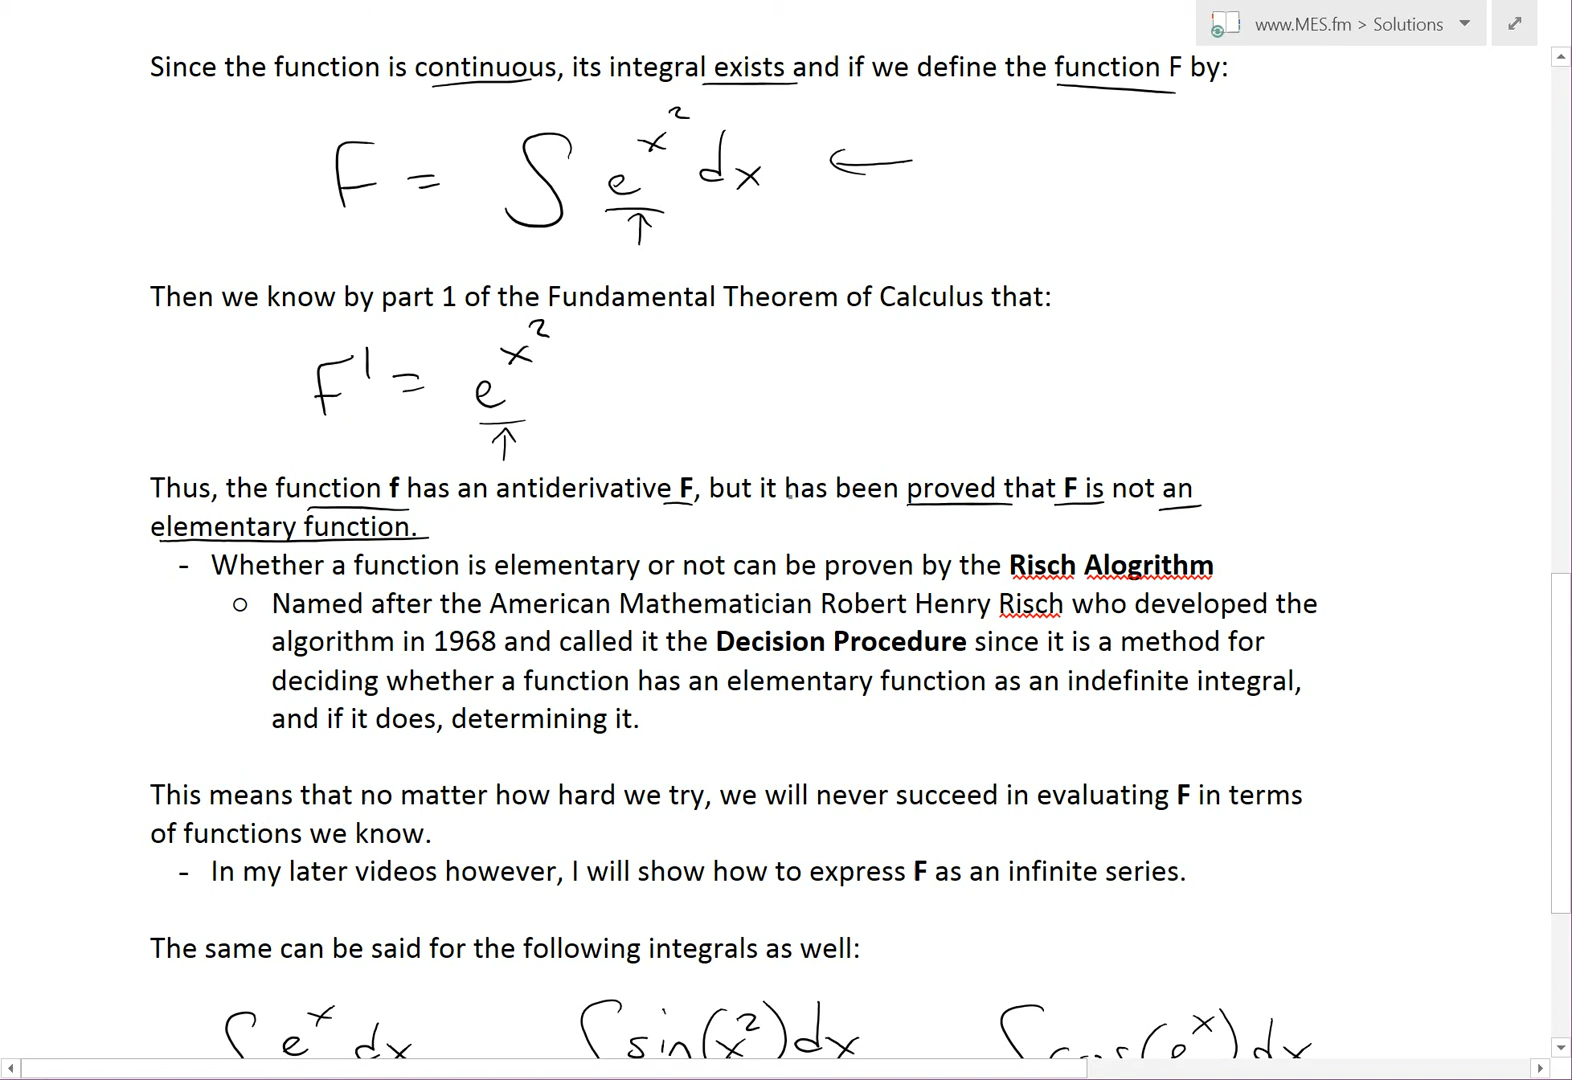 www.MES.fm > Solutions
Since the function is continuous, its integral exists and if we define the function F by:
F = ∫ e^x^2 dx ←
↑
Then we know by part 1 of the Fundamental Theorem of Calculus that:
F' = e^x^2
↑
Thus, the function f has an antiderivative F, but it has been proved that F is not an
elementary function.
- Whether a function is elementary or not can be proven by the Risch Alogrithm
○ Named after the American Mathematician Robert Henry Risch who developed the
algorithm in 1968 and called it the Decision Procedure since it is a method for
deciding whether a function has an elementary function as an indefinite integral,
and if it does, determining it.
This means that no matter how hard we try, we will never succeed in evaluating F in terms
of functions we know.
- In my later videos however, I will show how to express F as an infinite series.
The same can be said for the following integrals as well:
∫ e^x dx ∫ sin(x^2) dx ∫ cos(e^x) dx